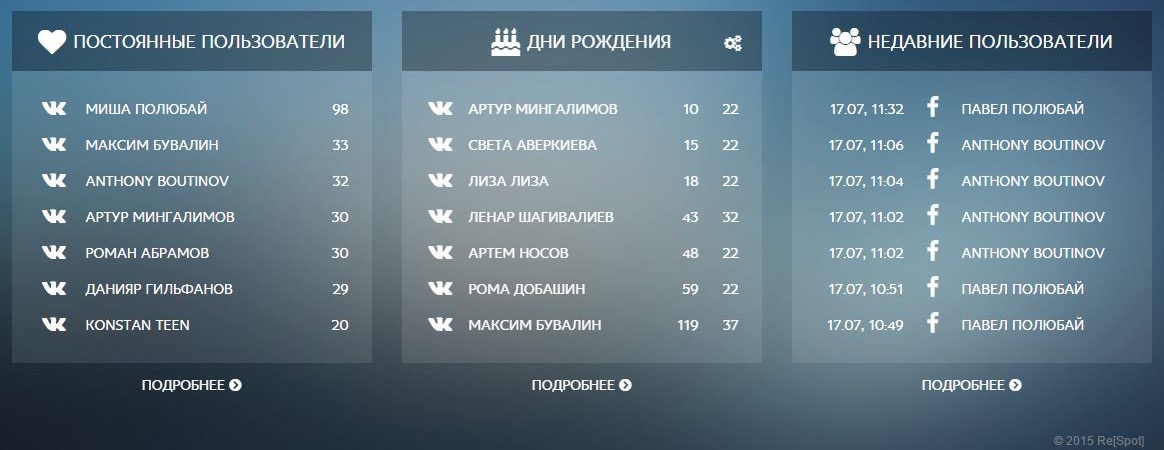 ПОСТОЯННЫЕ ПОЛЬЗОВАТЕЛИ
МИША ПОЛЮБАЙ 98
МАКСИМ БУВАЛИН 33
ANTHONY BOUTINOV 32
АРТУР МИНГАЛИМОВ 30
РОМАН АБРАМОВ 30
ДАНИЯР ГИЛЬФАНОВ 29
KONSTAN TEEN 20
ПОДРОБНЕЕ
ДНИ РОЖДЕНИЯ
АРТУР МИНГАЛИМОВ 10 22
СВЕТА АВЕРКИЕВА 15 22
ЛИЗА ЛИЗА 18 22
ЛЕНАР ШАГИВАЛИЕВ 43 32
АРТЕМ НОСОВ 48 22
РОМА ДОБАШИН 59 22
МАКСИМ БУВАЛИН 119 37
ПОДРОБНЕЕ
НЕДАВНИЕ ПОЛЬЗОВАТЕЛИ
17.07, 11:32 ПАВЕЛ ПОЛЮБАЙ
17.07, 11:06 ANTHONY BOUTINOV
17.07, 11:04 ANTHONY BOUTINOV
17.07, 11:02 ANTHONY BOUTINOV
17.07, 11:02 ANTHONY BOUTINOV
17.07, 10:51 ПАВЕЛ ПОЛЮБАЙ
17.07, 10:49 ПАВЕЛ ПОЛЮБАЙ
ПОДРОБНЕЕ
© 2015 Re[Spot]